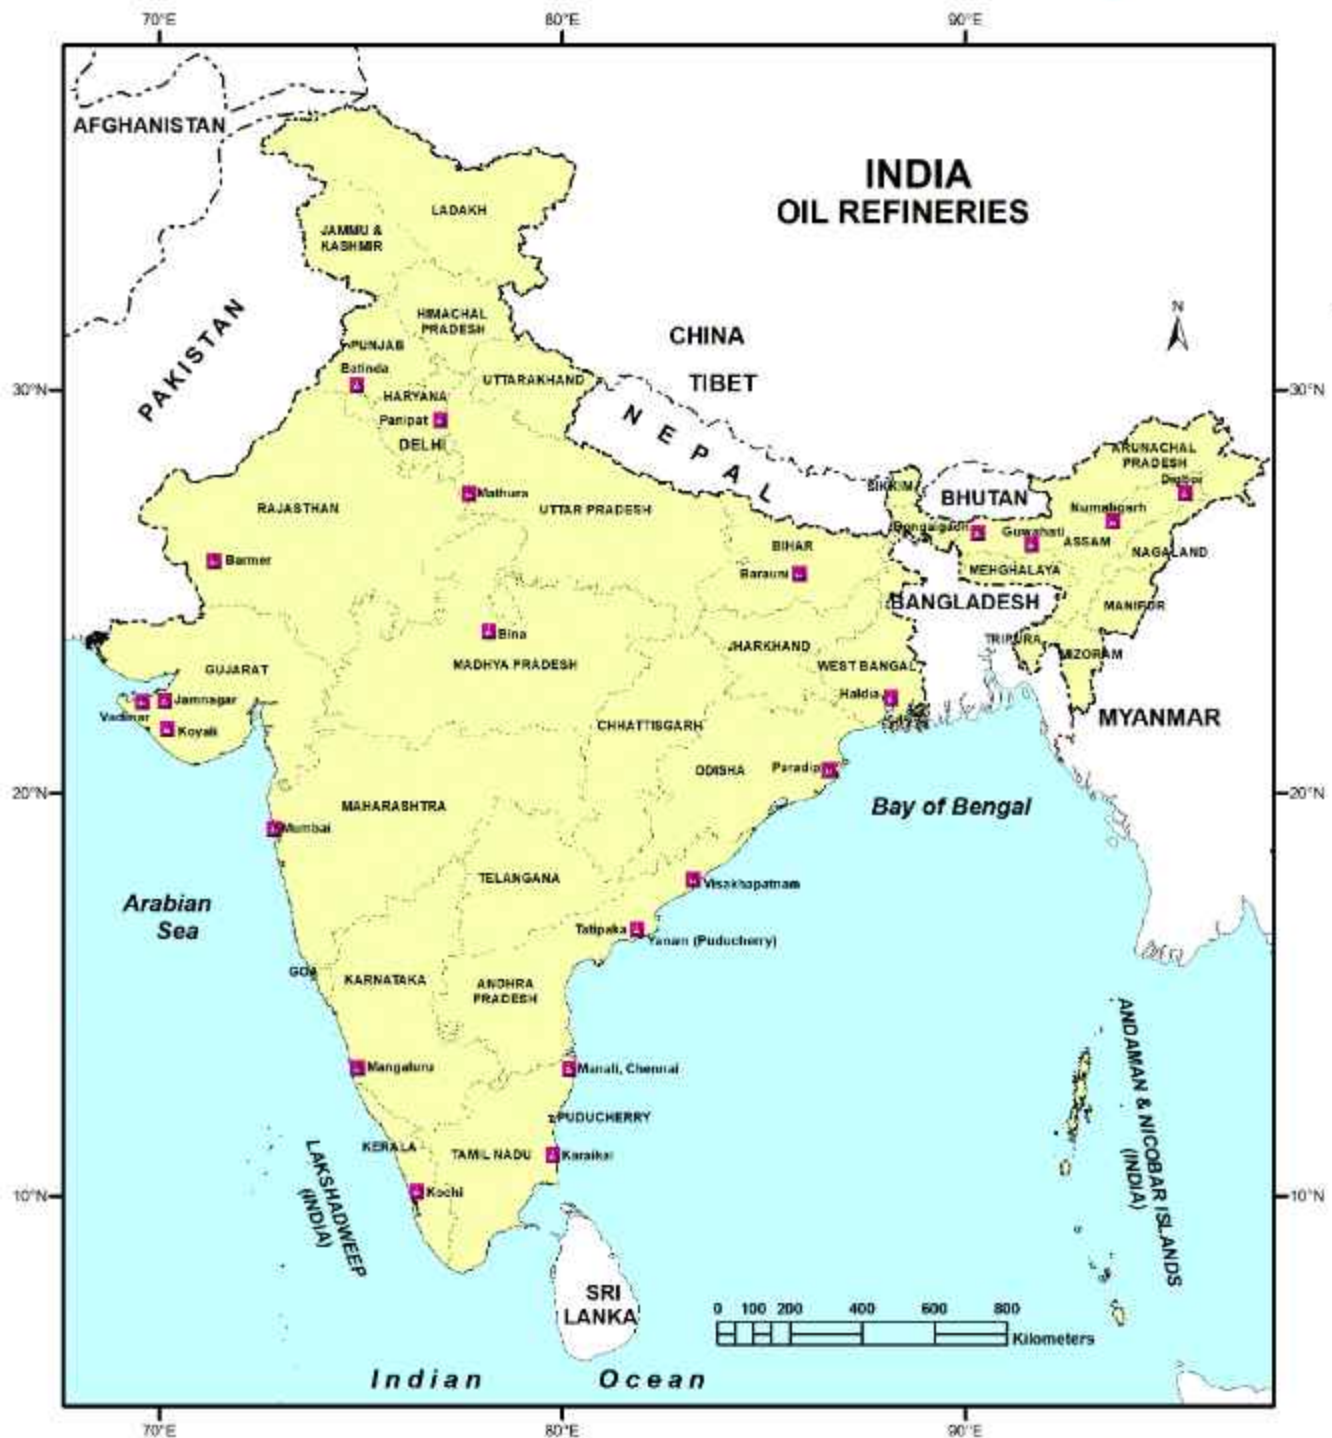 70°E 80°E 90°E
AFGHANISTAN
INDIA
OIL REFINERIES
LADAKH
JAMMU &
KASHMIR
HIMACHAL
PRADESH
N
CHINA
PAKISTAN
PUNJAB
Batinda
UTTARAKHAND
TIBET
30°N
30°N
HARYANA
Panipat
DELHI
NEPAL
ARUNACHAL
PRADESH
Digboi
SIKKIM
BHUTAN
Mathura
RAJASTHAN
UTTAR PRADESH
Numaligarh
Guwahati
ASSAM
NAGALAND
BIHAR
Barmer
Barauni
MEHGHALAYA
BANGLADESH
MANIPUR
Bina
TRIPURA
JHARKHAND
MIZORAM
MADHYA PRADESH
WEST BANGAL
GUJARAT
Haldia
Jamnagar
Vadinar
Koyali
CHHATTISGARH
MYANMAR
ODISHA
Paradip
20°N
20°N
MAHARASHTRA
Bay of Bengal
Mumbai
TELANGANA
Visakhapatnam
Arabian
Sea
Tatipaka
Yanam (Puducherry)
GOA
KARNATAKA
ANDHRA
PRADESH
Mangaluru
Manali, Chennai
PUDUCHERRY
KERALA
TAMIL NADU
Karaikal
Kochi
10°N
10°N
LAKSHADWEEP
(INDIA)
ANDAMAN & NICOBAR ISLANDS
(INDIA)
SRI
LANKA
0 100 200 400 600 800
Kilometers
Indian Ocean
70°E 80°E 90°E